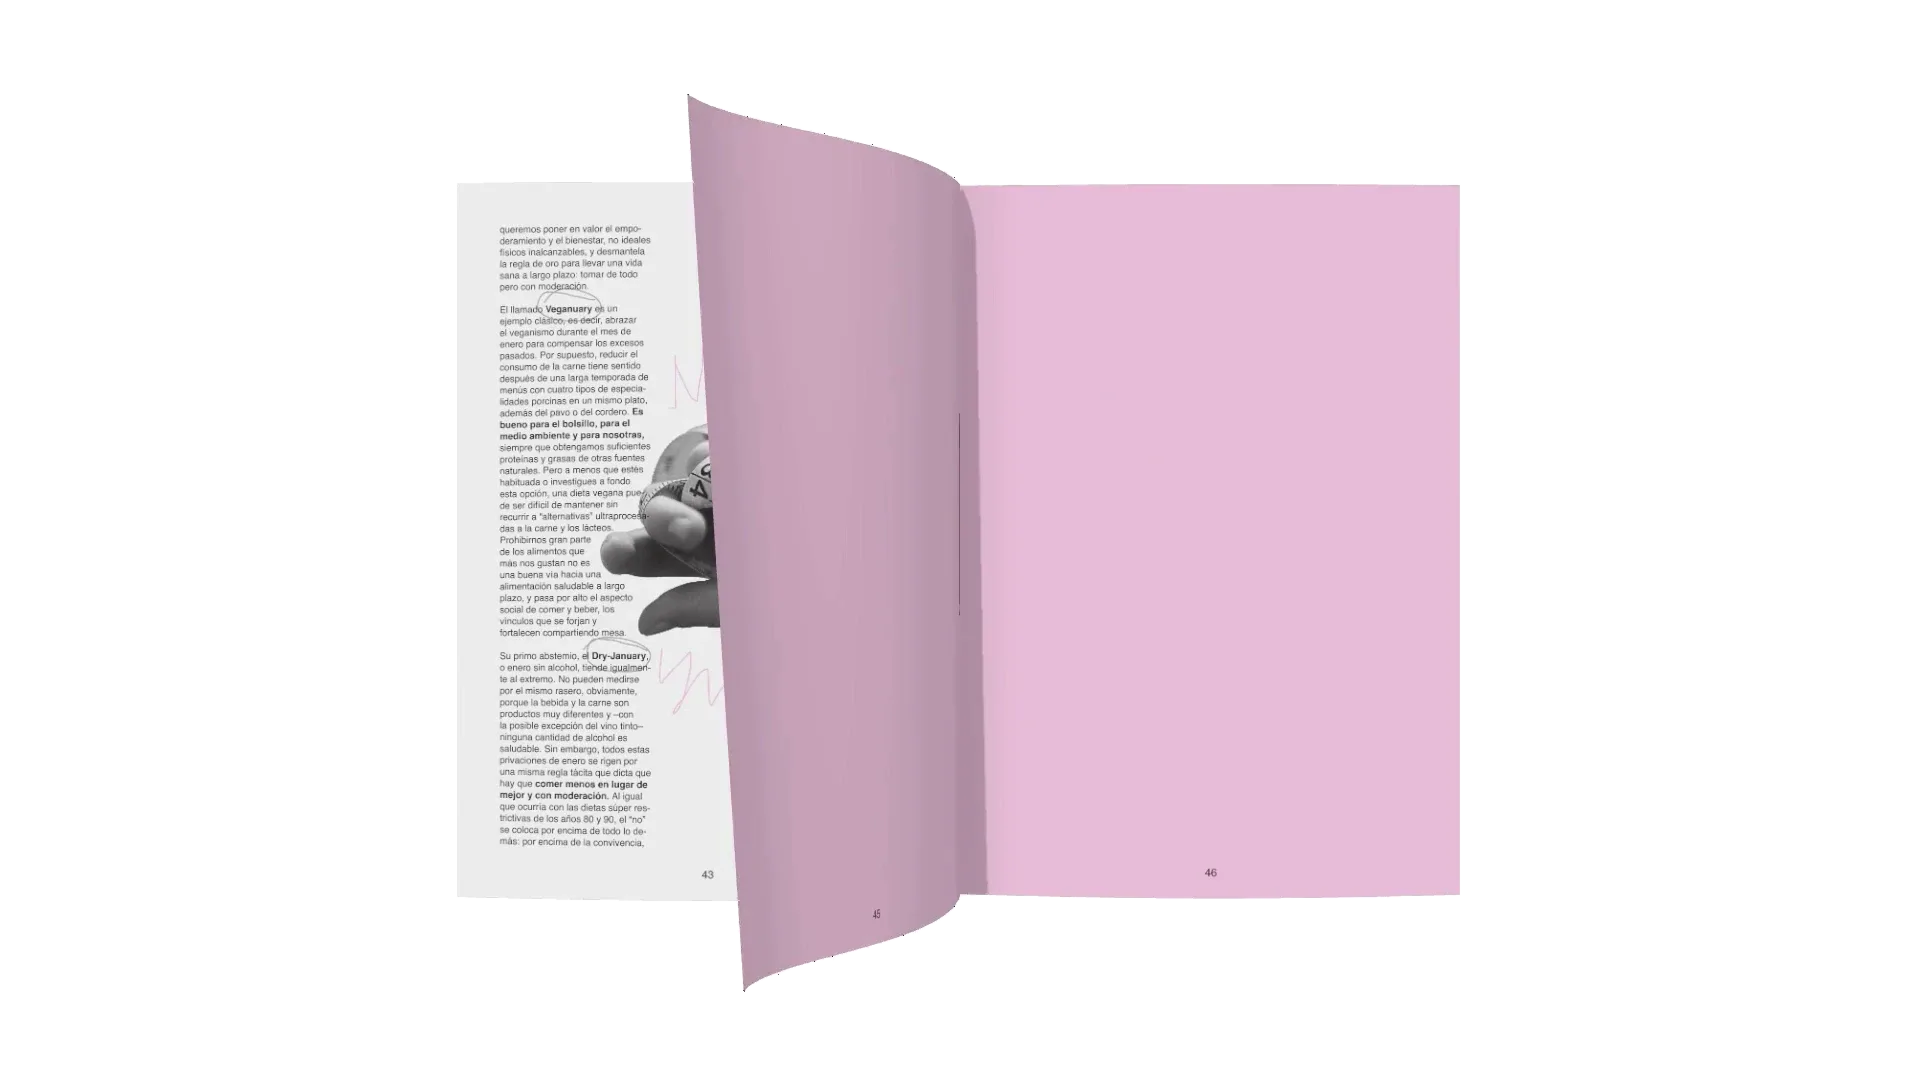 queremos poner en valor el empo-
deramiento y el bienestar, no ideales
físicos inalcanzables, y desmantela
la regla de oro para llevar una vida
sana a largo plazo: tomar de todo
pero con moderación.
El llamado Veganuary es un
ejemplo clásico, es decir, abrazar
el veganismo durante el mes de
enero para compensar los excesos
pasados. Por supuesto, reducir el
consumo de la carne tiene sentido
después de una larga temporada de
menús con cuatro tipos de especia-
lidades porcinas en un mismo plato,
además del pavo o del cordero. Es
bueno para el bolsillo, para el
medio ambiente y para nosotras,
siempre que obtengamos suficientes
proteínas y grasas de otras fuentes
naturales. Pero a menos que estés
habituada o investigues a fondo
esta opción, una dieta vegana pue-
de ser difícil de mantener sin
recurrir a "alternativas" ultraprocesa-
das a la carne y los lácteos.
Prohibirnos gran parte
de los alimentos que
más nos gustan no es
una buena vía hacia una
alimentación saludable a largo
plazo, y pasa por alto el aspecto
social de comer y beber, los
vínculos que se forjan y
fortalecen compartiendo mesa.
Su primo abstemio, el Dry-January,
o enero sin alcohol, tiende igualmen-
te al extremo. No pueden medirse
por el mismo rasero, obviamente,
porque la bebida y la carne son
productos muy diferentes y –con
la posible excepción del vino tinto–
ninguna cantidad de alcohol es
saludable. Sin embargo, todos estas
privaciones de enero se rigen por
una misma regla tácita que dicta que
hay que comer menos en lugar de
mejor y con moderación. Al igual
que ocurría con las dietas súper res-
trictivas de los años 80 y 90, el "no"
se coloca por encima de todo lo de-
más: por encima de la convivencia,
43
34
45
46